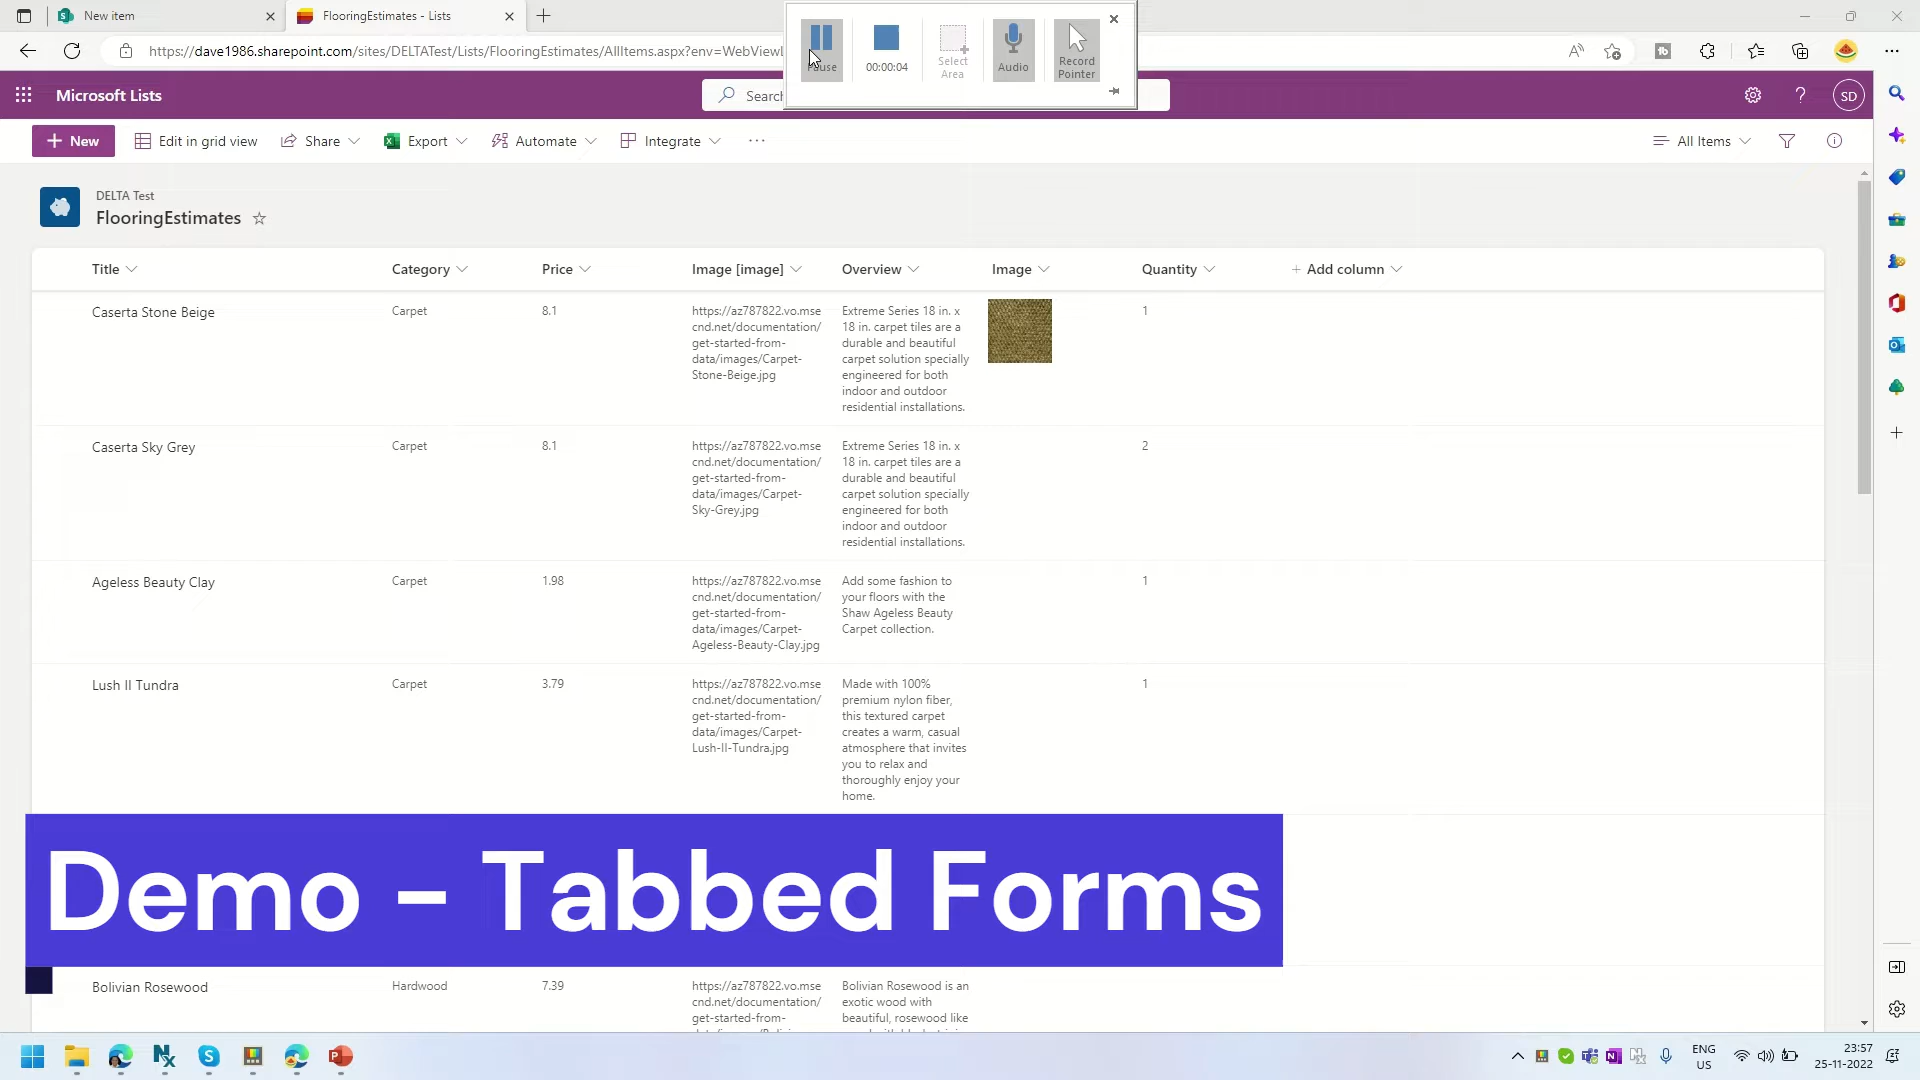 New item
FlooringEstimates - Lists
https://dave1986.sharepoint.com/sites/DELTATest/Lists/FlooringEstimates/AllItems.aspx?env=WebViewL
Pause
00:00:04
Select
Area
Audio
Record
Pointer
Microsoft Lists
Search
SD
New
Edit in grid view
Share
Export
Automate
Integrate
All Items
DELTA Test
FlooringEstimates
Title
Category
Price
Image [image]
Overview
Image
Quantity
Add column
Caserta Stone Beige
Carpet
8.1
https://az787822.vo.mse
cnd.net/documentation/
get-started-from-
data/images/Carpet-
Stone-Beige.jpg
Extreme Series 18 in. x
18 in. carpet tiles are a
durable and beautiful
carpet solution specially
engineered for both
indoor and outdoor
residential installations.
1
Caserta Sky Grey
Carpet
8.1
https://az787822.vo.mse
cnd.net/documentation/
get-started-from-
data/images/Carpet-
Sky-Grey.jpg
Extreme Series 18 in. x
18 in. carpet tiles are a
durable and beautiful
carpet solution specially
engineered for both
indoor and outdoor
residential installations.
2
Ageless Beauty Clay
Carpet
1.98
https://az787822.vo.mse
cnd.net/documentation/
get-started-from-
data/images/Carpet-
Ageless-Beauty-Clay.jpg
Add some fashion to
your floors with the
Shaw Ageless Beauty
Carpet collection.
1
Lush II Tundra
Carpet
3.79
https://az787822.vo.mse
cnd.net/documentation/
get-started-from-
data/images/Carpet-
Lush-II-Tundra.jpg
Made with 100%
premium nylon fiber,
this textured carpet
creates a warm, casual
atmosphere that invites
you to relax and
thoroughly enjoy your
home.
1
Demo - Tabbed Forms
Bolivian Rosewood
Hardwood
7.39
https://az787822.vo.mse
cnd.net/documentation/
get-started-from-
Bolivian Rosewood is an
exotic wood with
beautiful, rosewood like
ENG
US
23:57
25-11-2022